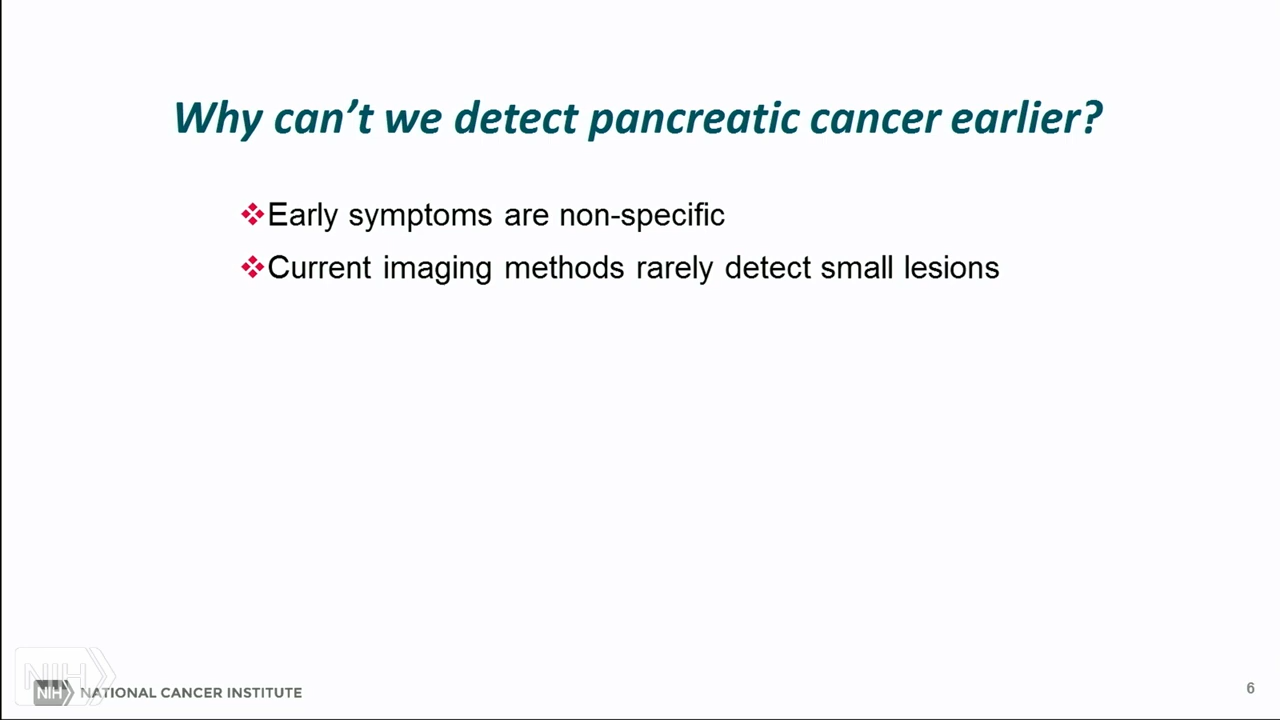 Why can’t we detect pancreatic cancer earlier?
❖Early symptoms are non-specific
❖Current imaging methods rarely detect small lesions
NIH
NIH NATIONAL CANCER INSTITUTE
6